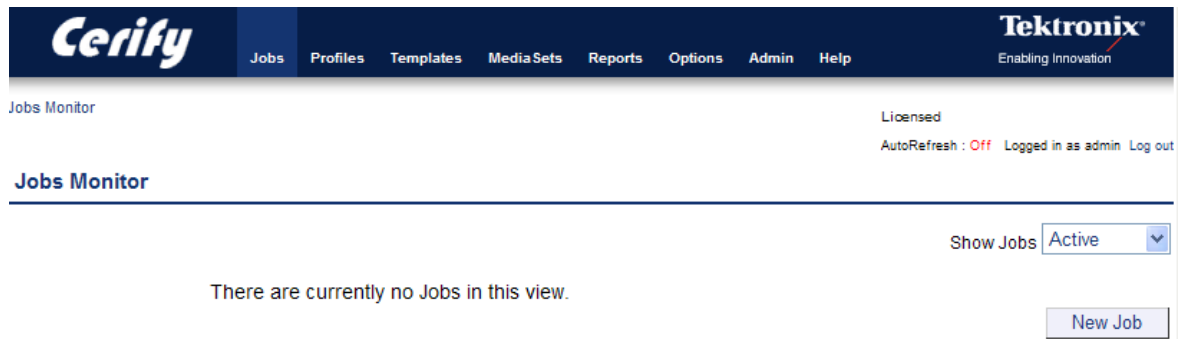 Cerify
Jobs Profiles Templates MediaSets Reports Options Admin Help
Tektronix
Enabling Innovation
Jobs Monitor
Licensed
AutoRefresh : Off Logged in as admin Log out
Jobs Monitor
Show Jobs Active
There are currently no Jobs in this view.
New Job